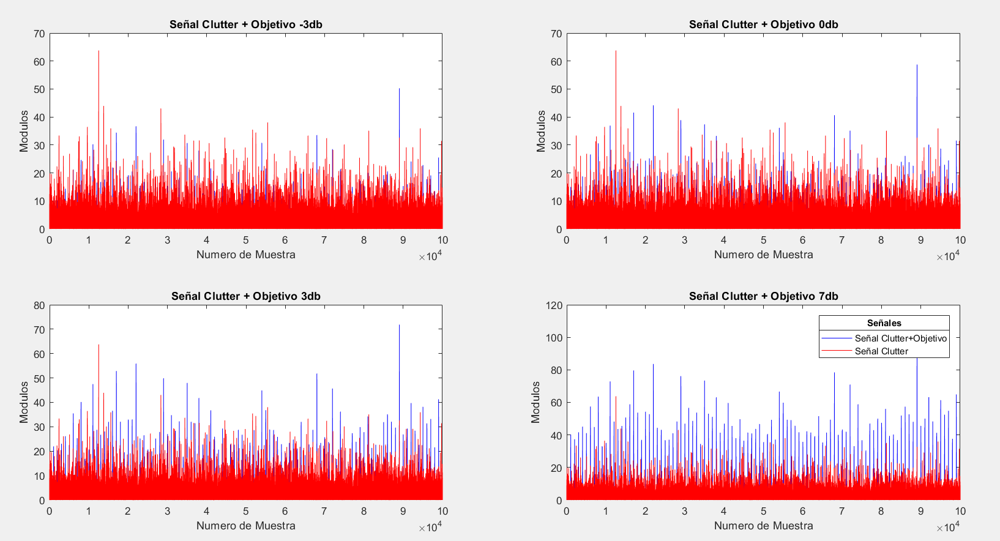 Señal Clutter + Objetivo -3db
70
60
50
40
30
20
10
0
Modulos
0 1 2 3 4 5 6 7 8 9 10
Numero de Muestra
×10^4
Señal Clutter + Objetivo 0db
70
60
50
40
30
20
10
0
Modulos
0 1 2 3 4 5 6 7 8 9 10
Numero de Muestra
×10^4
Señal Clutter + Objetivo 3db
80
70
60
50
40
30
20
10
0
Modulos
0 1 2 3 4 5 6 7 8 9 10
Numero de Muestra
×10^4
Señal Clutter + Objetivo 7db
120
100
80
60
40
20
0
Modulos
Señales
Señal Clutter+Objetivo
Señal Clutter
0 1 2 3 4 5 6 7 8 9 10
Numero de Muestra
×10^4